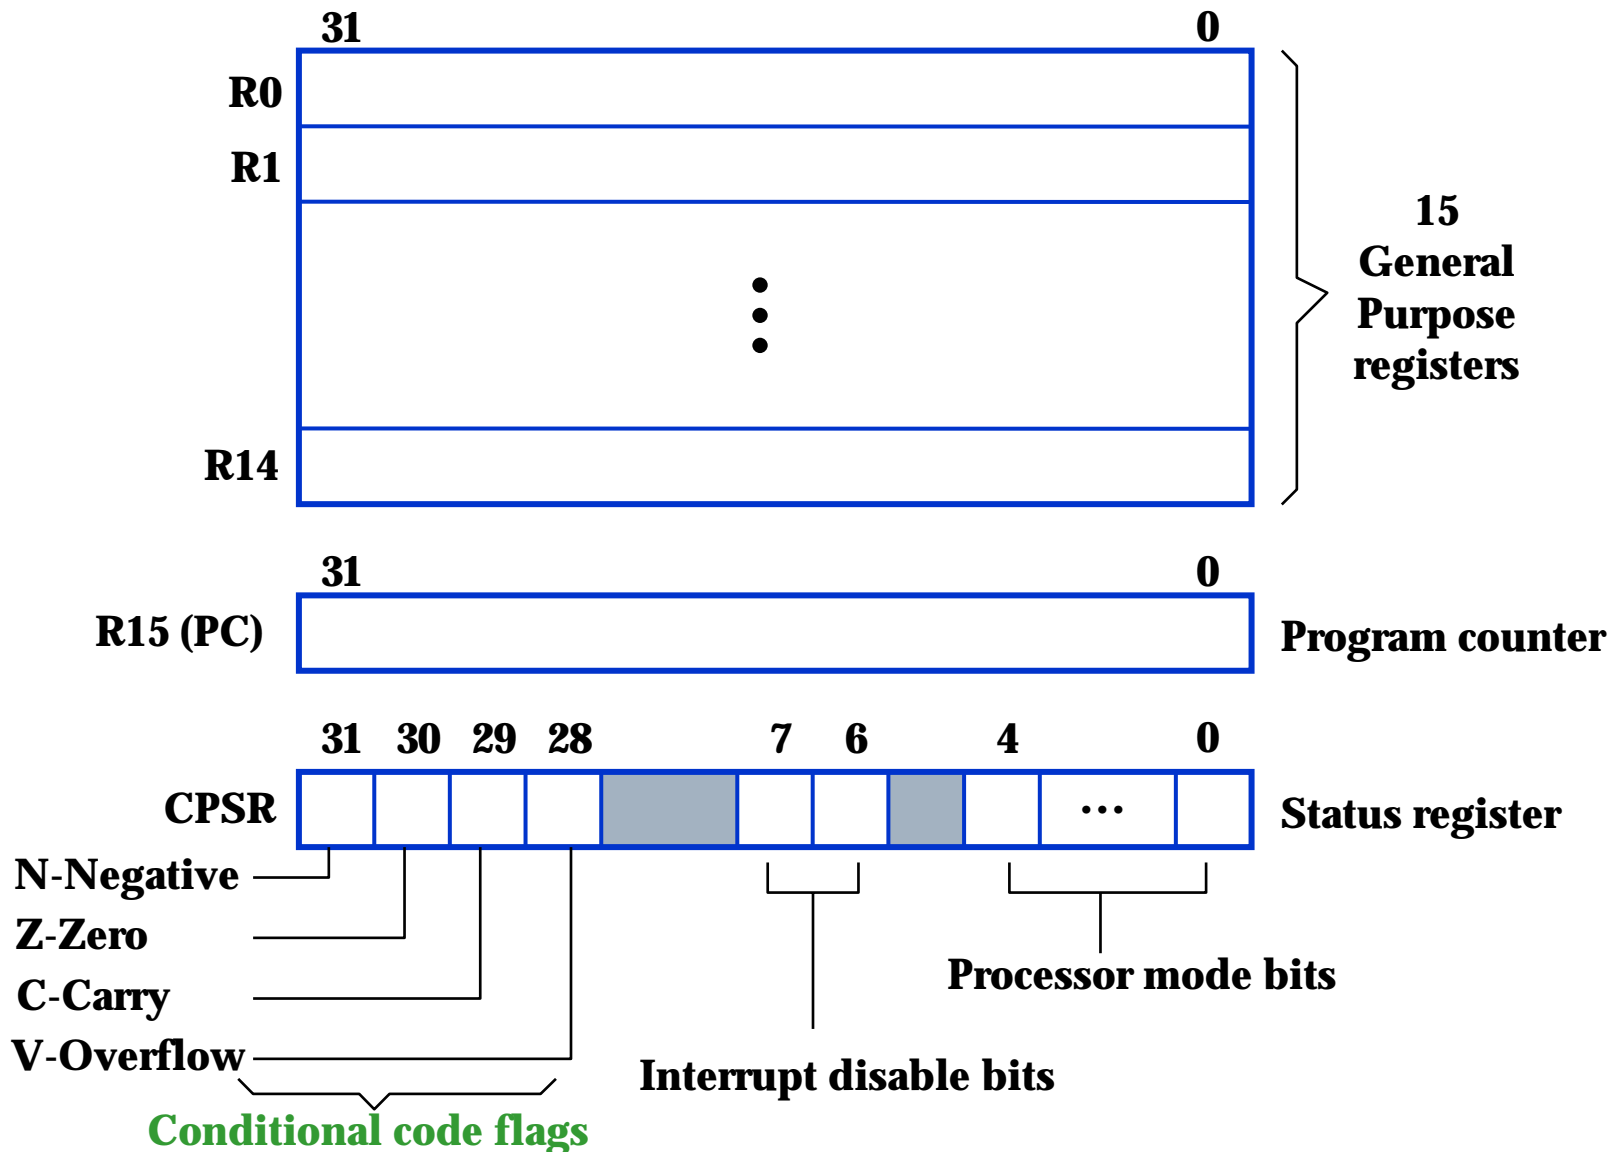 31 0
R0
R1
15
General
Purpose
registers
R14
31 0
R15 (PC)
Program counter
31 30 29 28 7 6 4 0
CPSR
...
Status register
N-Negative
Z-Zero
C-Carry
V-Overflow
Processor mode bits
Interrupt disable bits
Conditional code flags